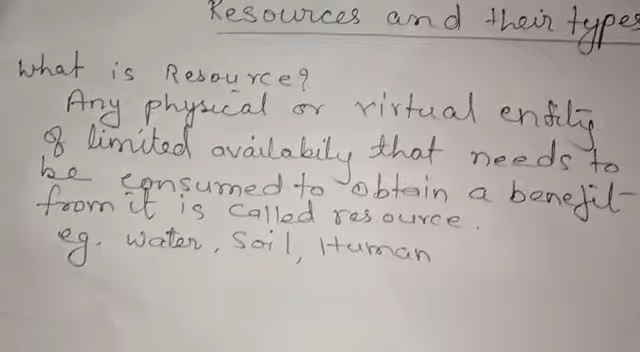 Resources and their types
What is Resource?
Any physical or virtual entity
of limited availabily that needs to
be consumed to obtain a benefit
from it is called resource.
eg. Water, Soil, Human